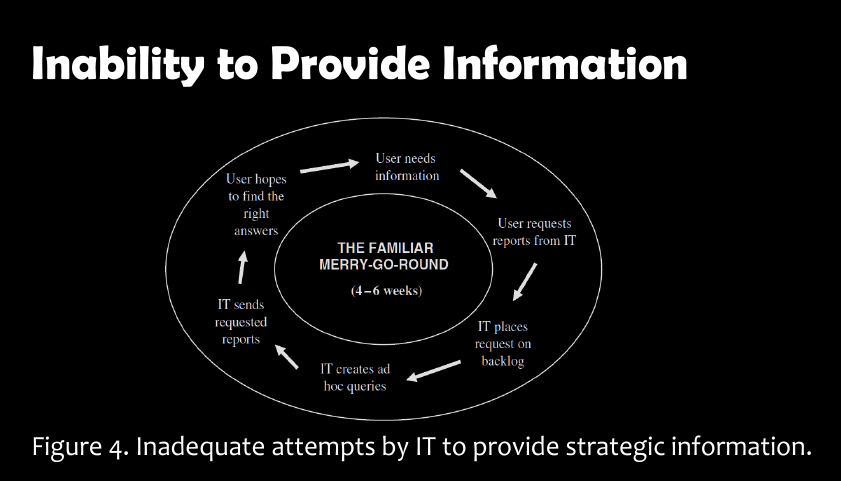 Inability to Provide Information
User needs
information
User requests
reports from IT
IT places
request on
backlog
IT creates ad
hoc queries
IT sends
requested
reports
User hopes
to find the
right
answers
THE FAMILIAR
MERRY-GO-ROUND
(4–6 weeks)
Figure 4. Inadequate attempts by IT to provide strategic information.